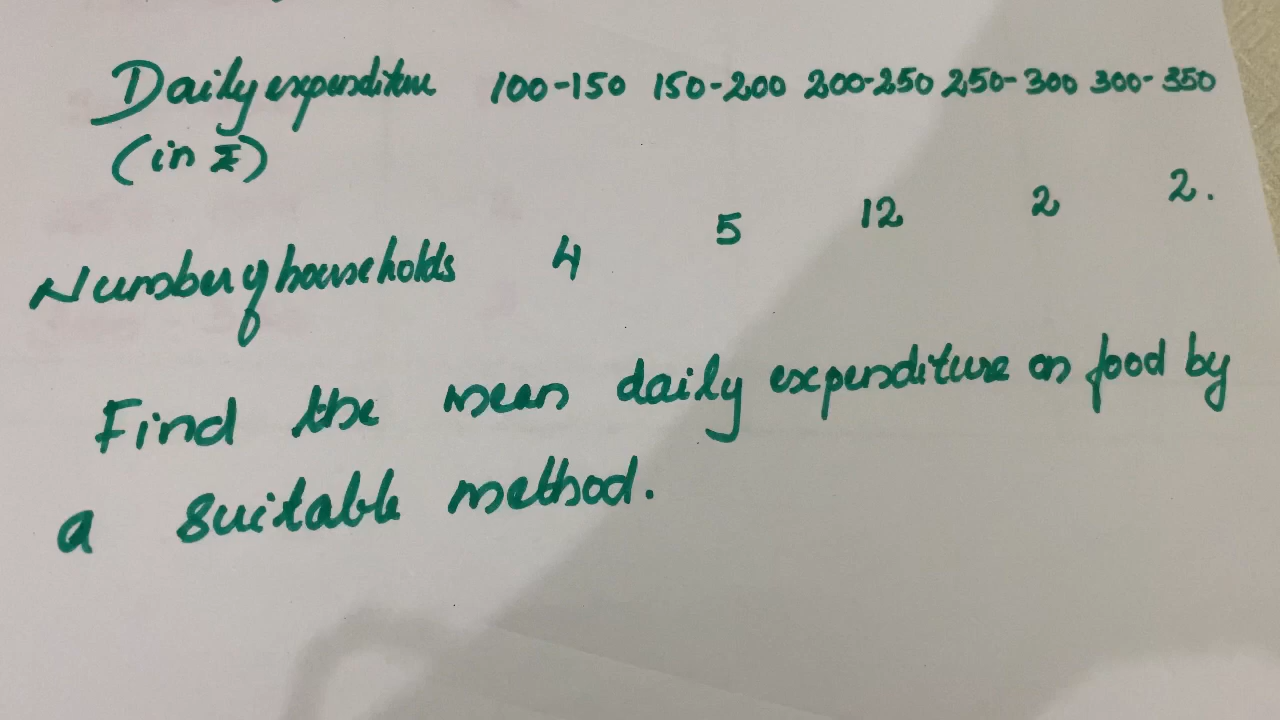 Daily expenditure 100-150 150-200 200-250 250-300 300-350
(in ₹)
Number of households 4 5 12 2 2.
Find the mean daily expenditure on food by
a suitable method.